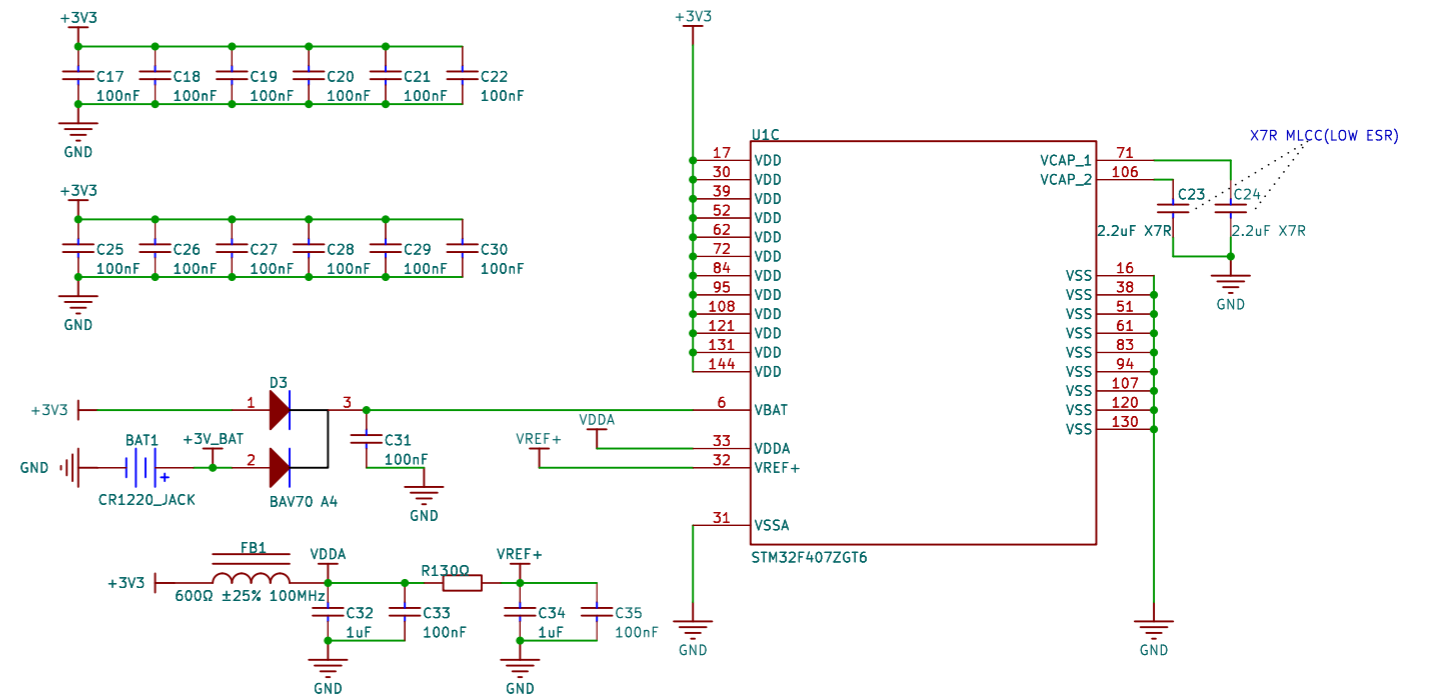 +3V3
C17
100nF
C18
100nF
C19
100nF
C20
100nF
C21
100nF
C22
100nF
GND
+3V3
C25
100nF
C26
100nF
C27
100nF
C28
100nF
C29
100nF
C30
100nF
GND
+3V3
D3
1
3
2
GND
BAT1
+
CR1220_JACK
+3V_BAT
BAV70 A4
C31
100nF
GND
+3V3
FB1
600Ω ±25% 100MHz
VDDA
C32
1uF
C33
100nF
GND
R130Ω
VREF+
C34
1uF
C35
100nF
GND
+3V3
U1C
17 VDD
30 VDD
39 VDD
52 VDD
62 VDD
72 VDD
84 VDD
95 VDD
108 VDD
121 VDD
131 VDD
144 VDD
6 VBAT
VDDA
33 VDDA
VREF+
32 VREF+
31 VSSA
GND
STM32F407ZGT6
VCAP_1 71
VCAP_2 106
X7R MLCC(LOW ESR)
C23
2.2uF X7R
C24
2.2uF X7R
GND
VSS 16
VSS 38
VSS 51
VSS 61
VSS 83
VSS 94
VSS 107
VSS 120
VSS 130
GND